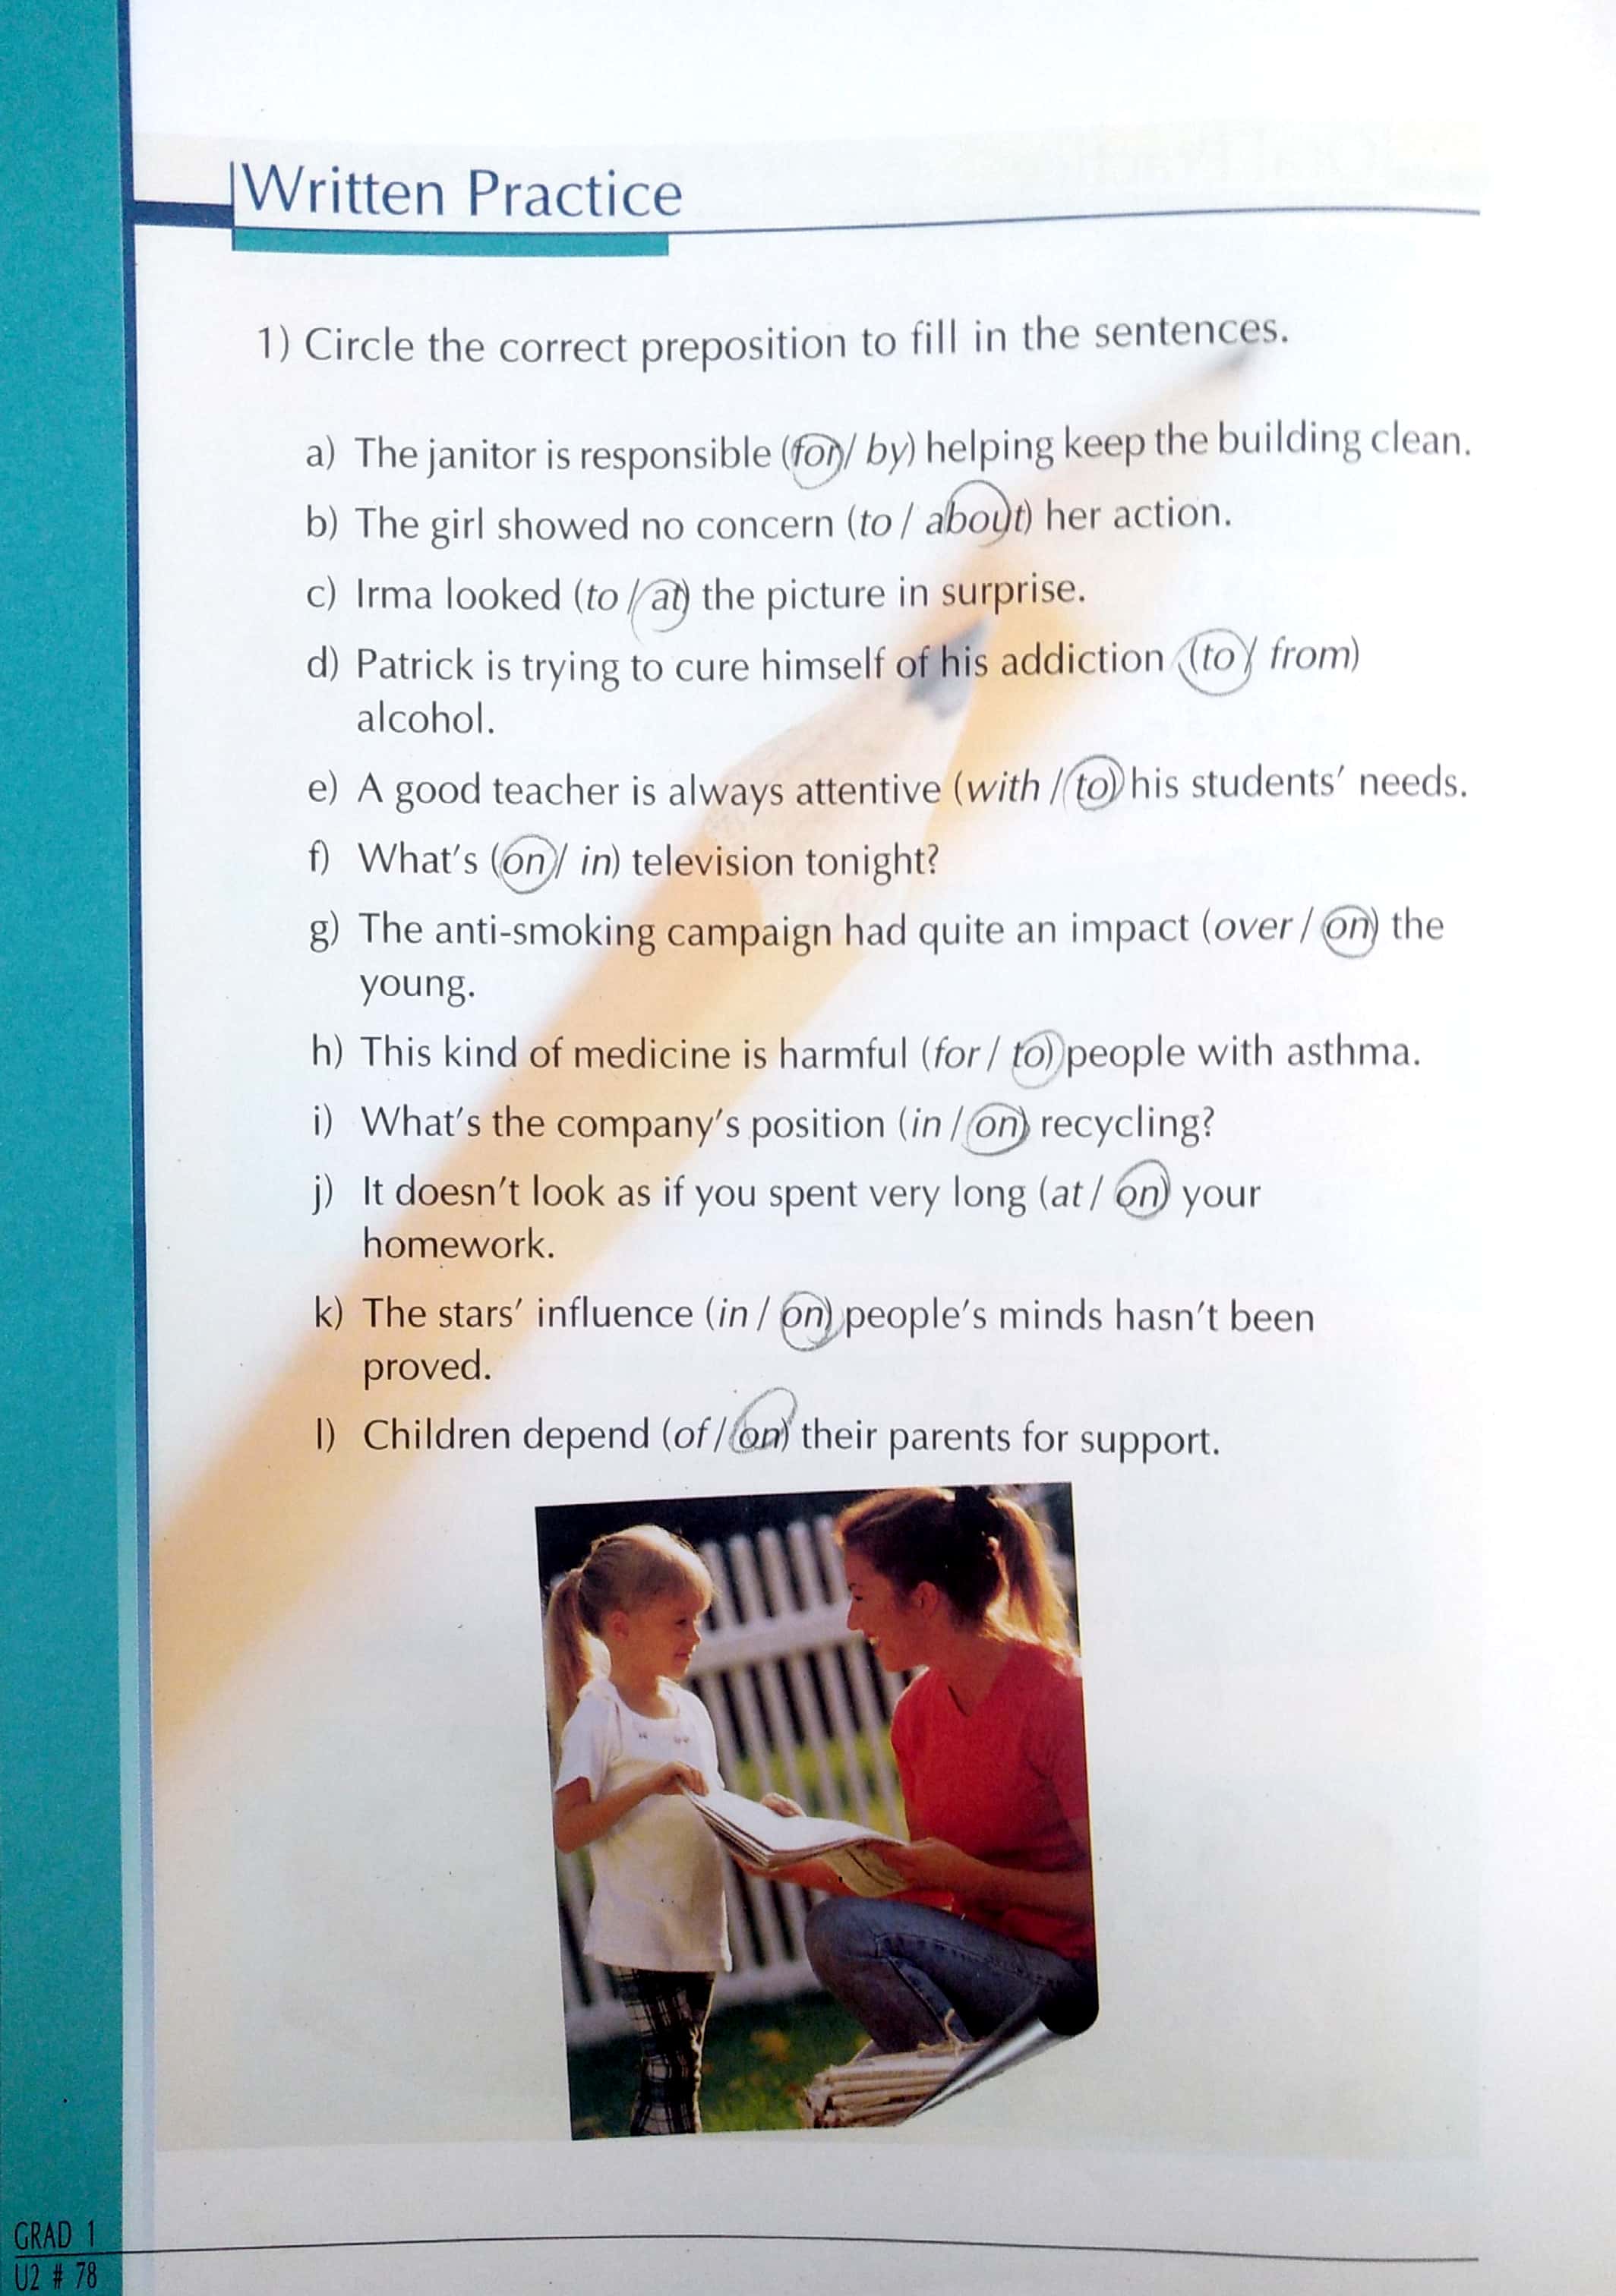 Written Practice
1) Circle the correct preposition to fill in the sentences.
a) The janitor is responsible (for / by) helping keep the building clean.
b) The girl showed no concern (to / about) her action.
c) Irma looked (to / at) the picture in surprise.
d) Patrick is trying to cure himself of his addiction (to / from)
alcohol.
e) A good teacher is always attentive (with / to) his students' needs.
f) What's (on / in) television tonight?
g) The anti-smoking campaign had quite an impact (over / on) the
young.
h) This kind of medicine is harmful (for / to) people with asthma.
i) What's the company's position (in / on) recycling?
j) It doesn't look as if you spent very long (at / on) your
homework.
k) The stars' influence (in / on) people's minds hasn't been
proved.
l) Children depend (of / on) their parents for support.
GRAD 1
U2 # 78